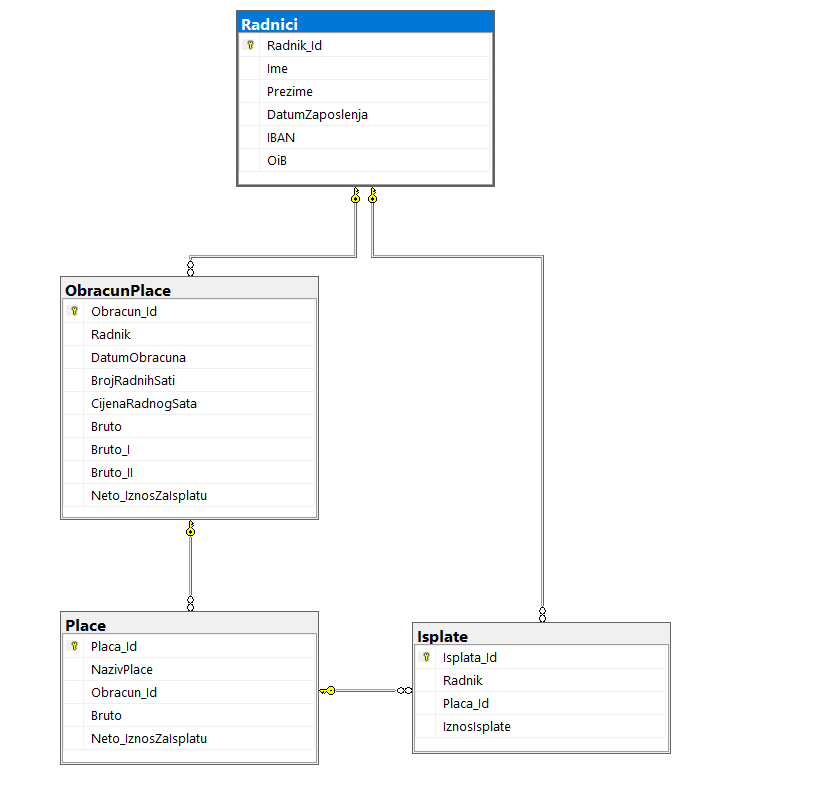 Radnici
Radnik_Id
Ime
Prezime
DatumZaposlenja
IBAN
OiB
ObracunPlace
Obracun_Id
Radnik
DatumObracuna
BrojRadnihSati
CijenaRadnogSata
Bruto
Bruto_I
Bruto_II
Neto_IznosZaIsplatu
Place
Placa_Id
NazivPlace
Obracun_Id
Bruto
Neto_IznosZaIsplatu
Isplate
Isplata_Id
Radnik
Placa_Id
IznosIsplate